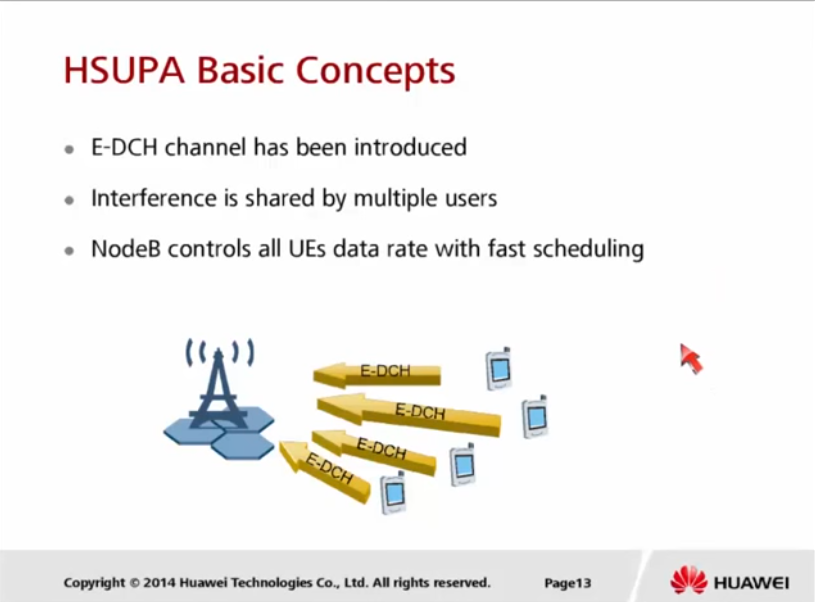 HSUPA Basic Concepts
E-DCH channel has been introduced
Interference is shared by multiple users
NodeB controls all UEs data rate with fast scheduling
E-DCH
E-DCH
E-DCH
E-DCH
Copyright © 2014 Huawei Technologies Co., Ltd. All rights reserved.
Page13
HUAWEI